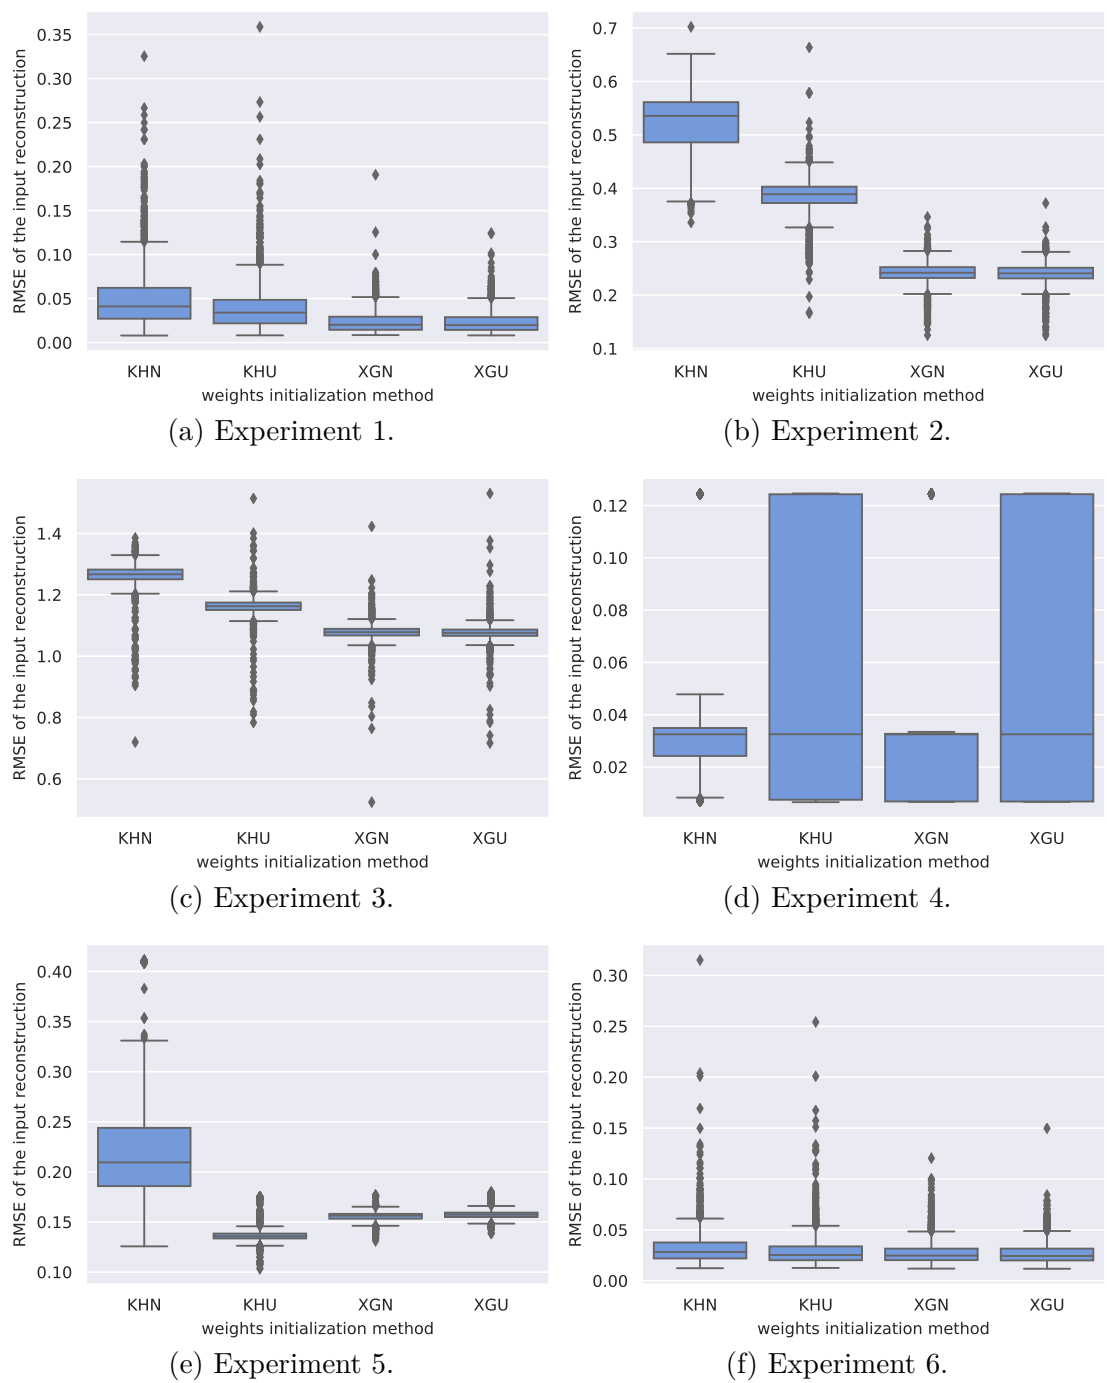 RMSE of the input reconstruction
0.35
0.30
0.25
0.20
0.15
0.10
0.05
0.00
KHN KHU XGN XGU
weights initialization method
(a) Experiment 1.
RMSE of the input reconstruction
0.7
0.6
0.5
0.4
0.3
0.2
0.1
KHN KHU XGN XGU
weights initialization method
(b) Experiment 2.
RMSE of the input reconstruction
1.4
1.2
1.0
0.8
0.6
KHN KHU XGN XGU
weights initialization method
(c) Experiment 3.
RMSE of the input reconstruction
0.12
0.10
0.08
0.06
0.04
0.02
KHN KHU XGN XGU
weights initialization method
(d) Experiment 4.
RMSE of the input reconstruction
0.40
0.35
0.30
0.25
0.20
0.15
0.10
KHN KHU XGN XGU
weights initialization method
(e) Experiment 5.
RMSE of the input reconstruction
0.30
0.25
0.20
0.15
0.10
0.05
0.00
KHN KHU XGN XGU
weights initialization method
(f) Experiment 6.